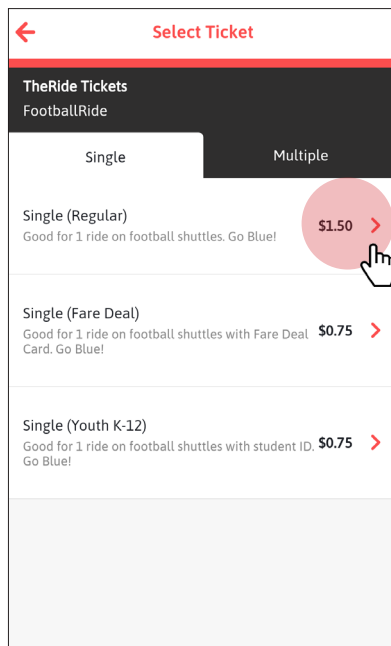 Select Ticket
TheRide Tickets
FootballRide
Single
Multiple
Single (Regular)
Good for 1 ride on football shuttles. Go Blue!
$1.50
Single (Fare Deal)
Good for 1 ride on football shuttles with Fare Deal
Card. Go Blue!
$0.75
Single (Youth K-12)
Good for 1 ride on football shuttles with student ID.
Go Blue!
$0.75